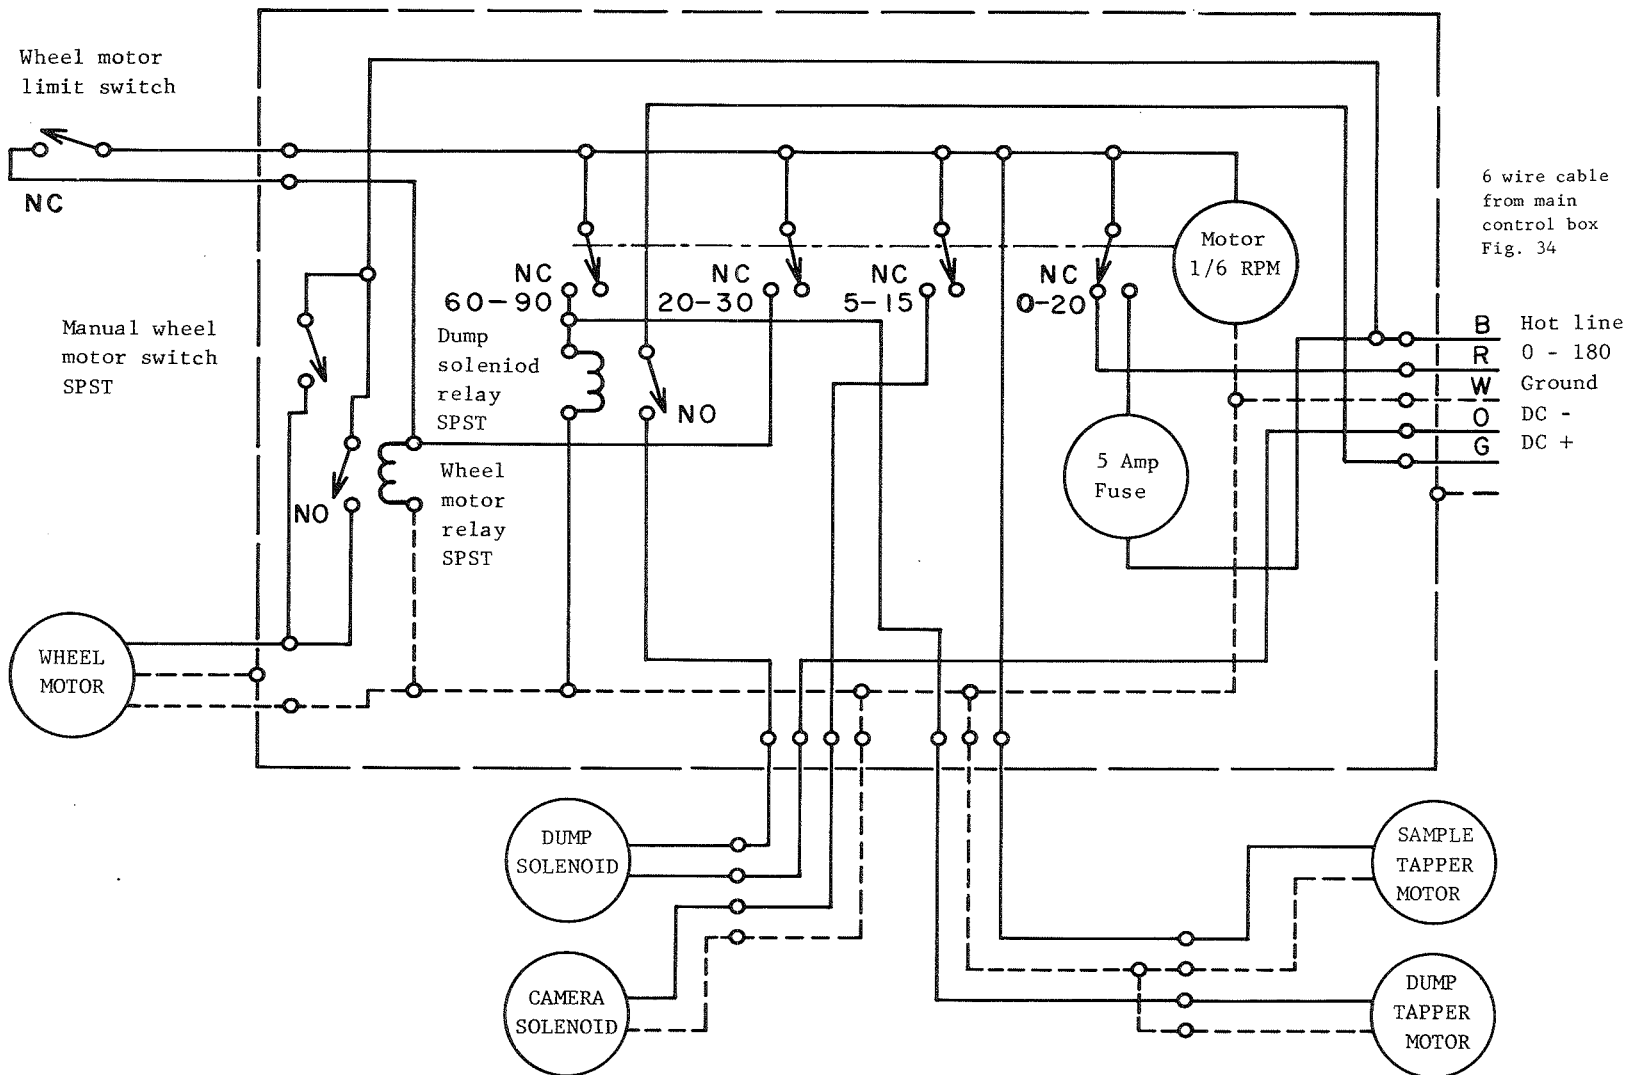 Wheel motor
limit switch
NC
6 wire cable
from main
control box
Fig. 34
Motor
1/6 RPM
NC
60-90
NC
20-30
NC
5-15
NC
0-20
Manual wheel
motor switch
SPST
Dump
soleniod
relay
SPST
NO
B Hot line
R 0 - 180
W Ground
O DC -
G DC +
Wheel
motor
relay
SPST
NO
5 Amp
Fuse
WHEEL
MOTOR
DUMP
SOLENOID
SAMPLE
TAPPER
MOTOR
CAMERA
SOLENOID
DUMP
TAPPER
MOTOR